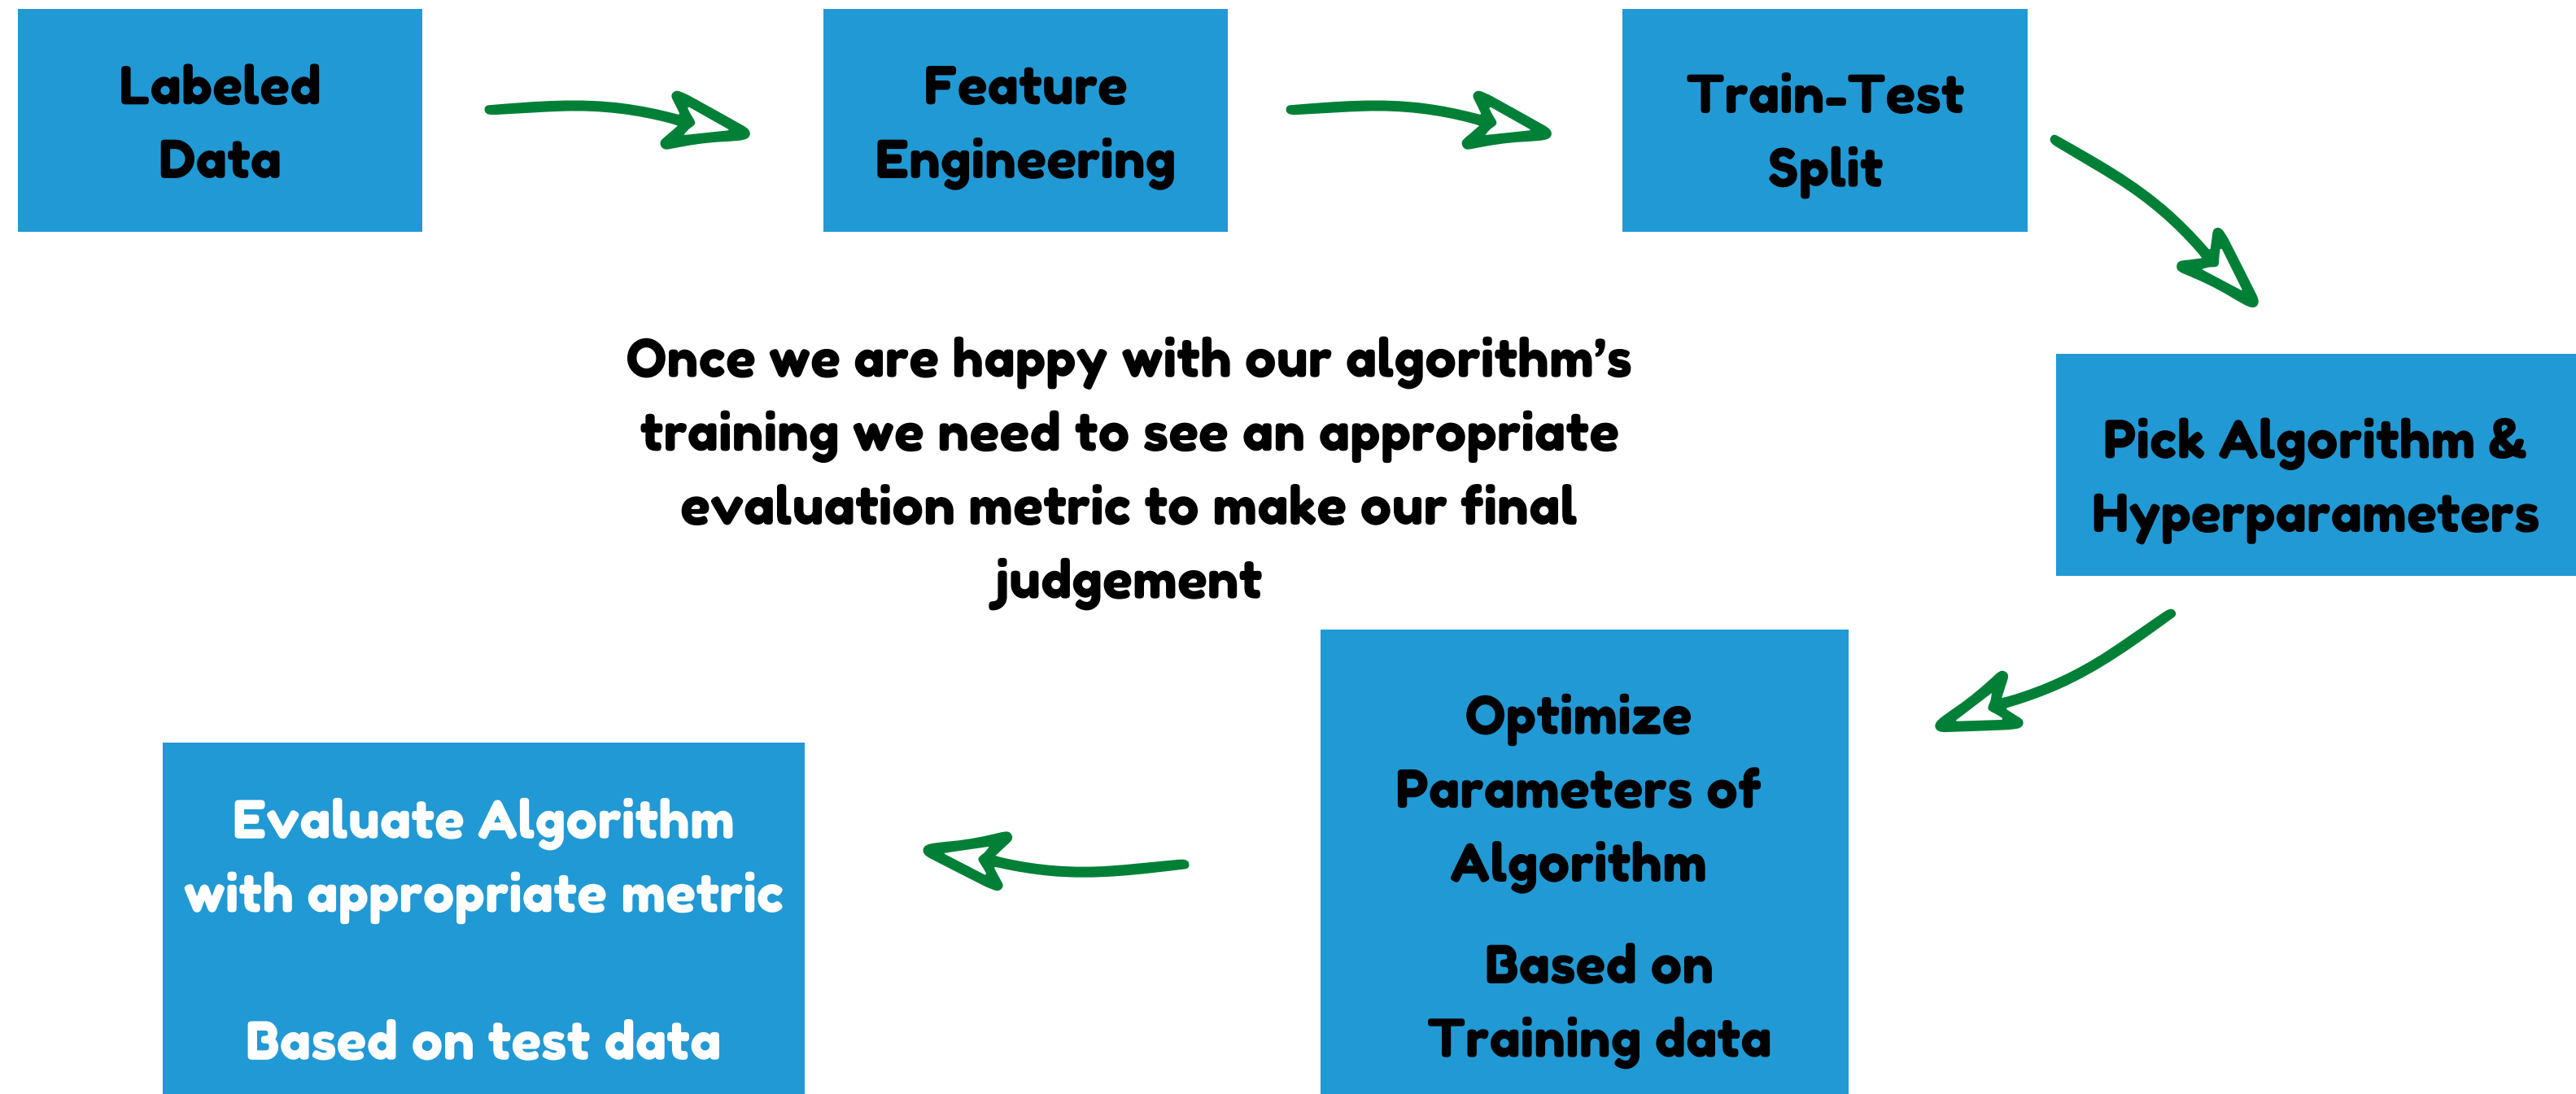 Labeled
Data
Feature
Engineering
Train-Test
Split
Once we are happy with our algorithm’s
training we need to see an appropriate
evaluation metric to make our final
judgement
Pick Algorithm &
Hyperparameters
Optimize
Parameters of
Algorithm
Based on
Training data
Evaluate Algorithm
with appropriate metric
Based on test data